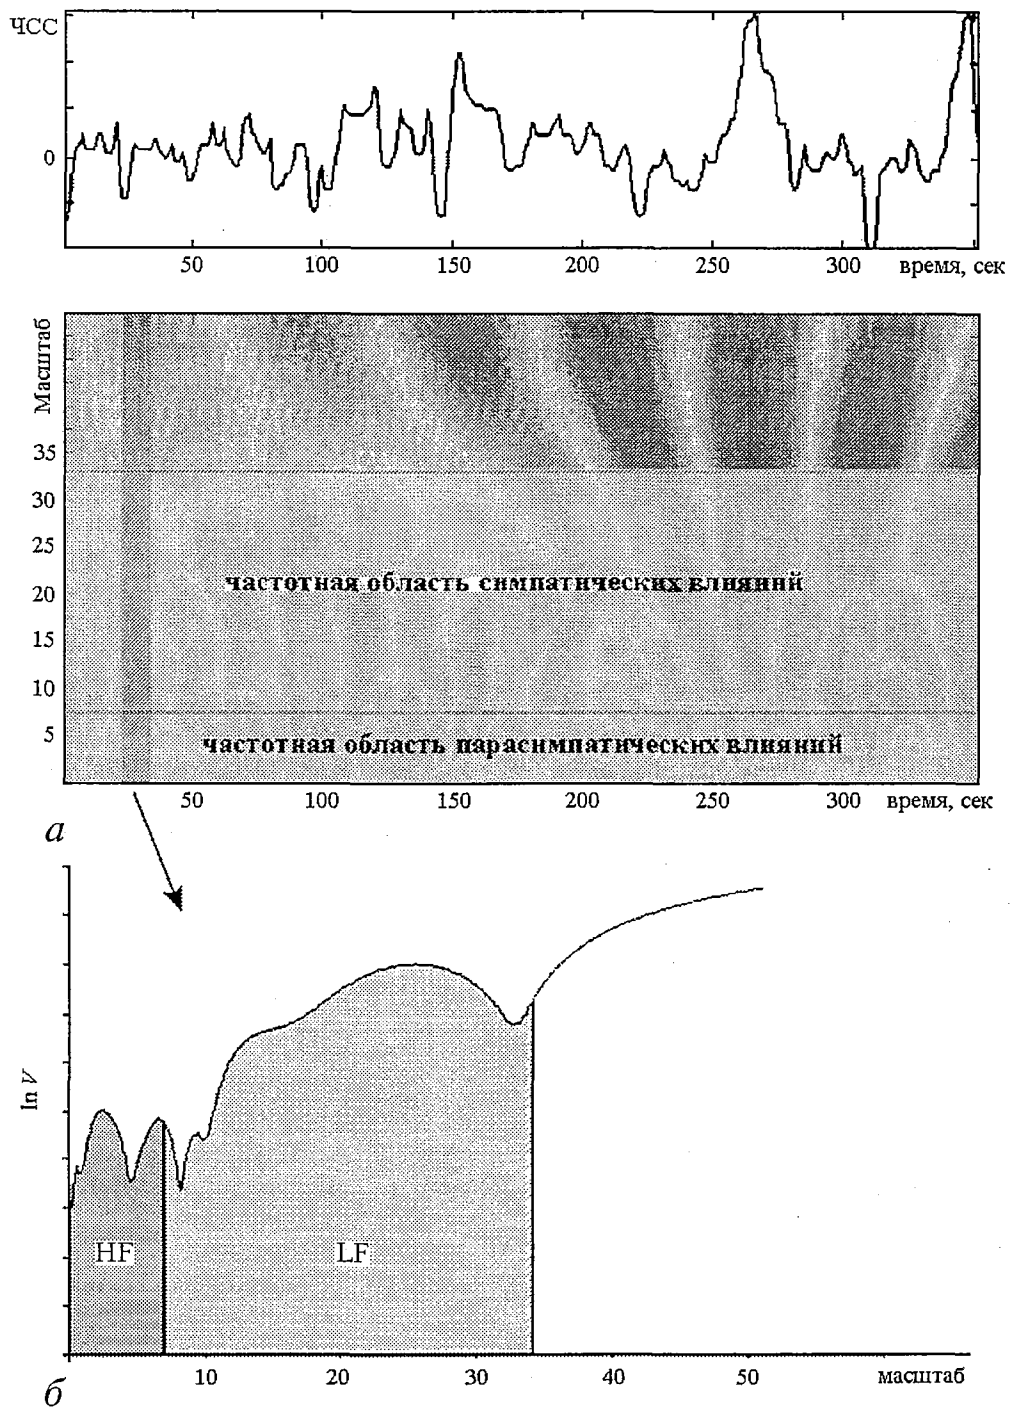 ЧСС
0
50 100 150 200 250 300 время, сек
Масштаб
35
30
25
20
15
10
5
частотная область симпатических влияний
частотная область парасимпатических влияний
50 100 150 200 250 300 время, сек
а
ln V
HF
LF
10 20 30 40 50 масштаб
б